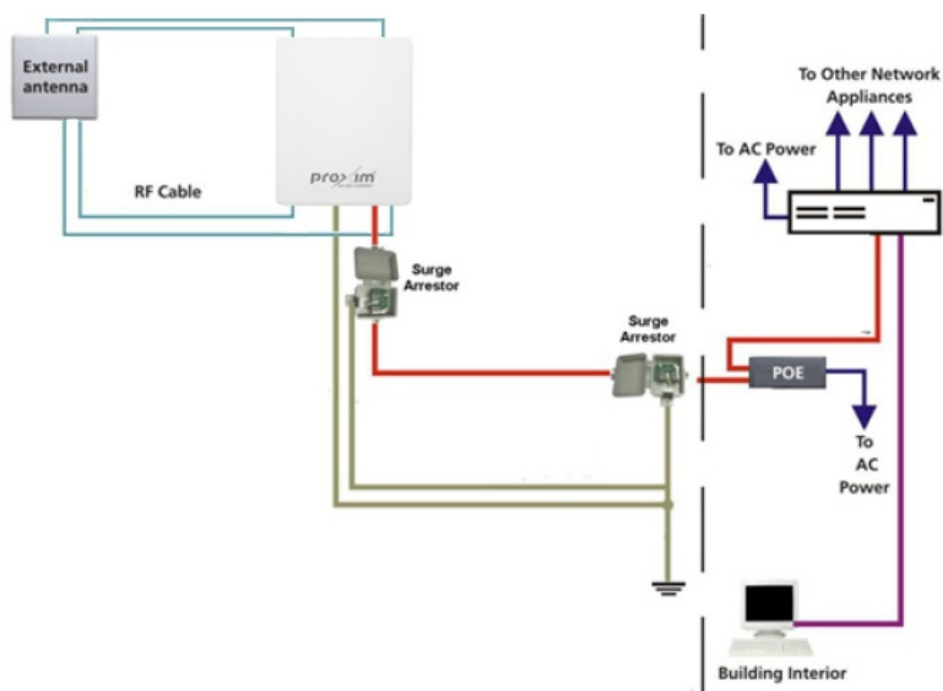 External
antenna
RF Cable
proxim
Surge
Arrestor
Surge
Arrestor
To Other Network
Appliances
To AC Power
POE
To
AC
Power
Building Interior